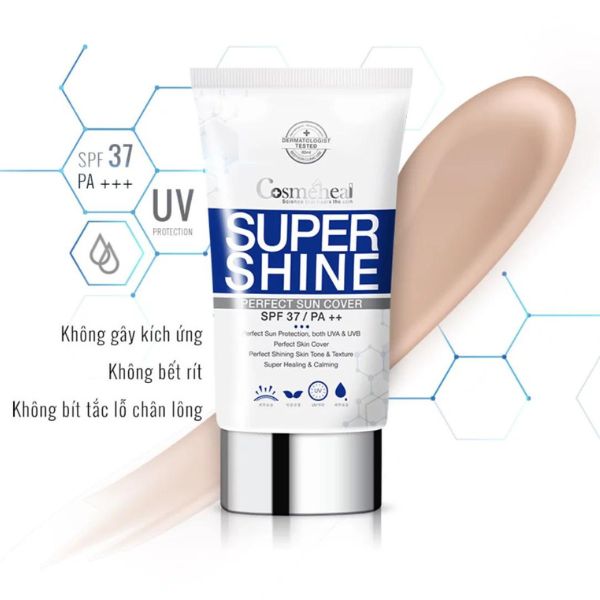 SPF 37
PA +++
UV
PROTECTION
Không gây kích ứng
Không bết rít
Không bít tắc lỗ chân lông
DERMATOLOGIST
TESTED
Cosmeheal
SUPER
SHINE
PERFECT SUN COVER
SPF 37 / PA ++
Perfect Sun Protection, both UVA & UVB
Perfect Skin Cover
Perfect Shining Skin Tone & Texture
Super Healing & Calming
UV